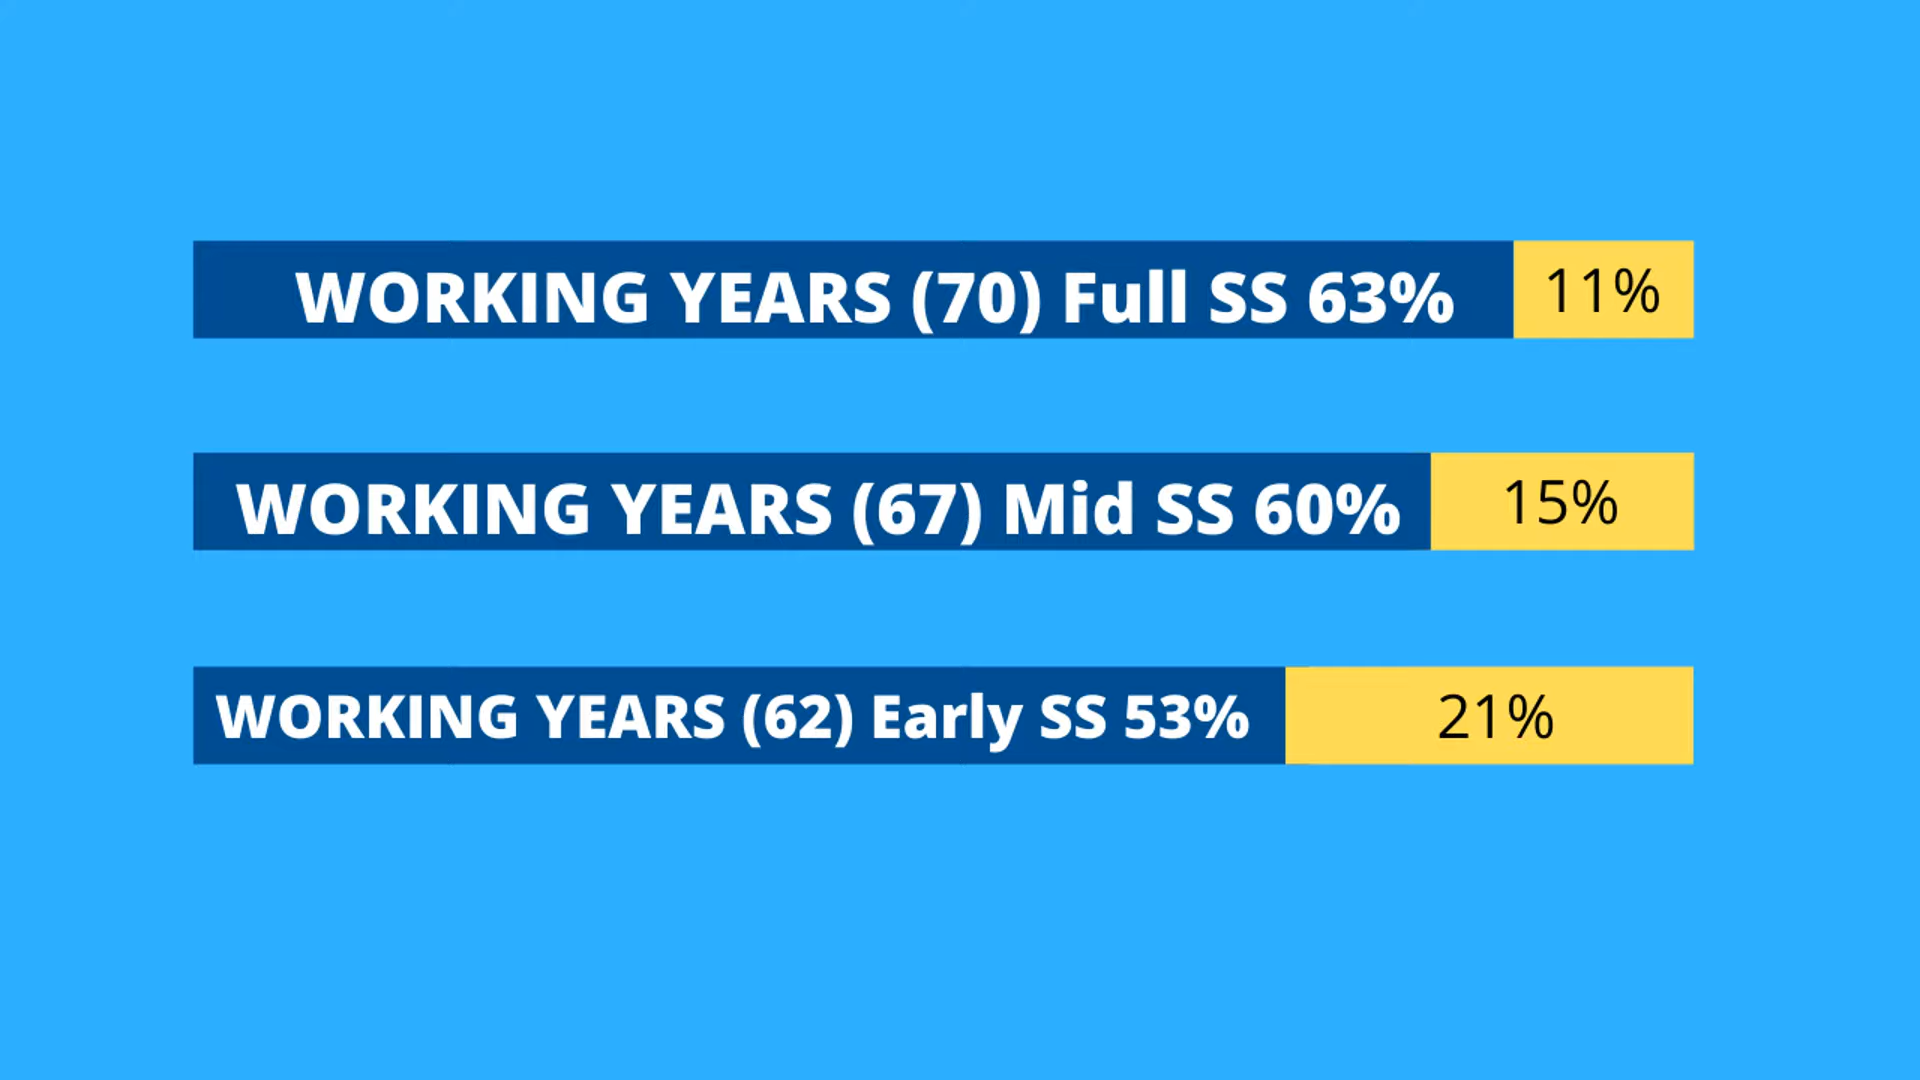 WORKING YEARS (70) Full SS 63% 11%
WORKING YEARS (67) Mid SS 60% 15%
WORKING YEARS (62) Early SS 53% 21%